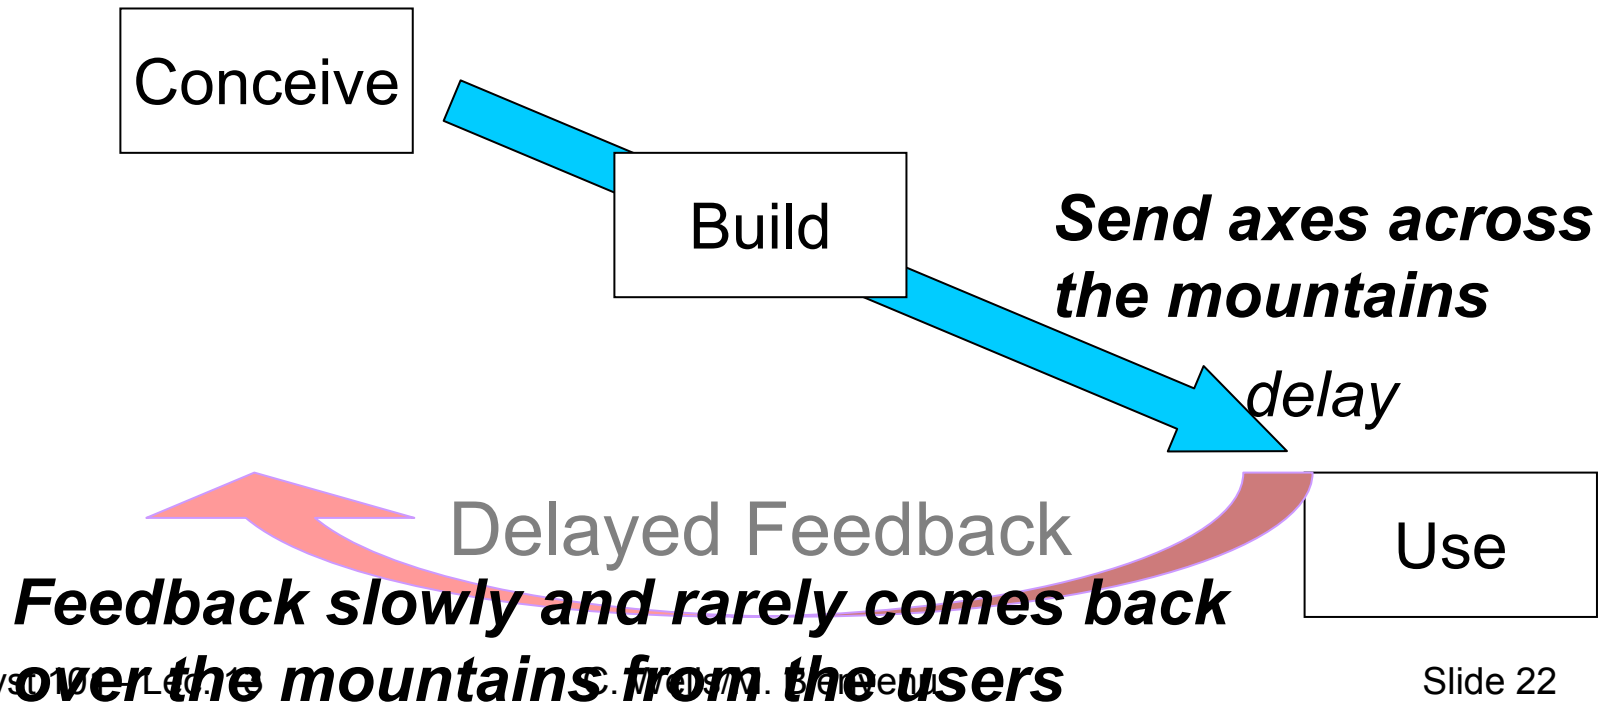 Conceive
Build
Send axes across
the mountains
delay
Delayed Feedback
Use
Feedback slowly and rarely comes back
over the mountains from the users
Slide 22